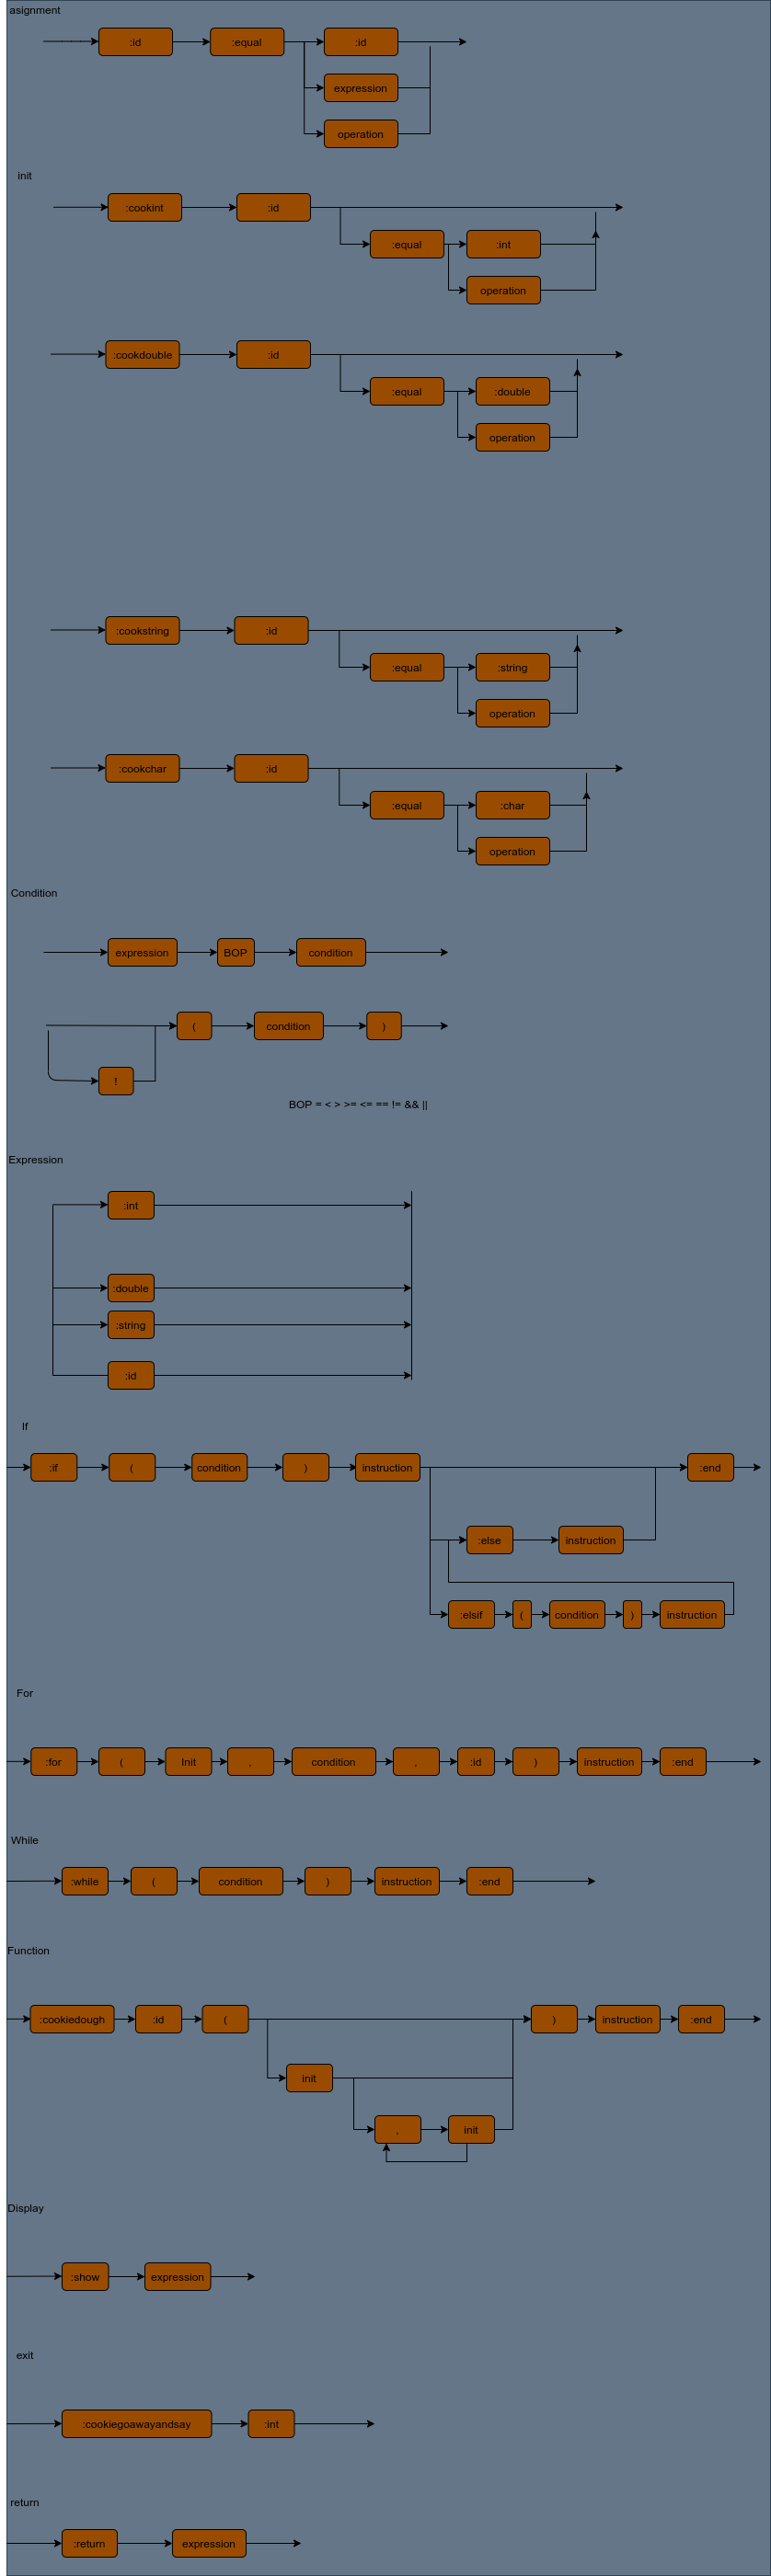 asignment
:id :equal :id
expression
operation
init
:cookint :id
:equal :int
operation
:cookdouble :id
:equal :double
operation
:cookstring :id
:equal :string
operation
:cookchar :id
:equal :char
operation
Condition
expression BOP condition
( condition )
!
BOP = < > >= <= == != && ||
Expression
:int
:double
:string
:id
If
:if ( condition ) instruction :end
:else instruction
:elsif ( condition ) instruction
For
:for ( Init , condition , :id ) instruction :end
While
:while ( condition ) instruction :end
Function
:cookiedough :id ( ) instruction :end
init
, init
Display
:show expression
exit
:cookiegoawayandsay :int
return
:return expression